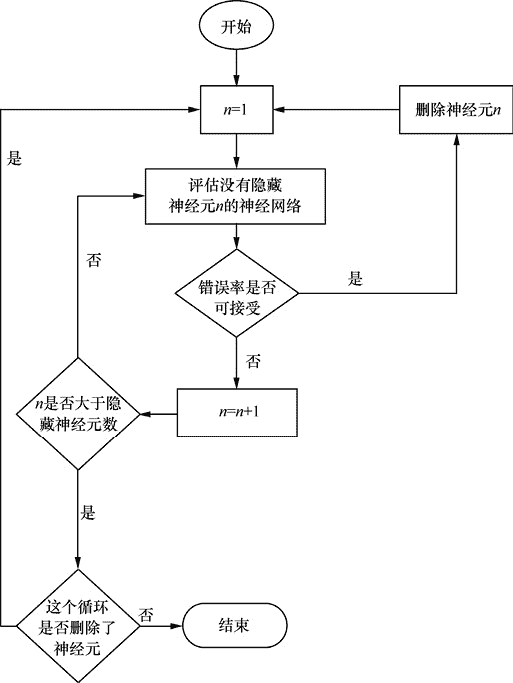 开始
n=1
删除神经元n
是
评估没有隐藏
神经元n的神经网络
否
错误率是否
可接受
是
否
n是否大于隐
藏神经元数
n=n+1
是
这个循环
是否删除了
神经元
否
结束